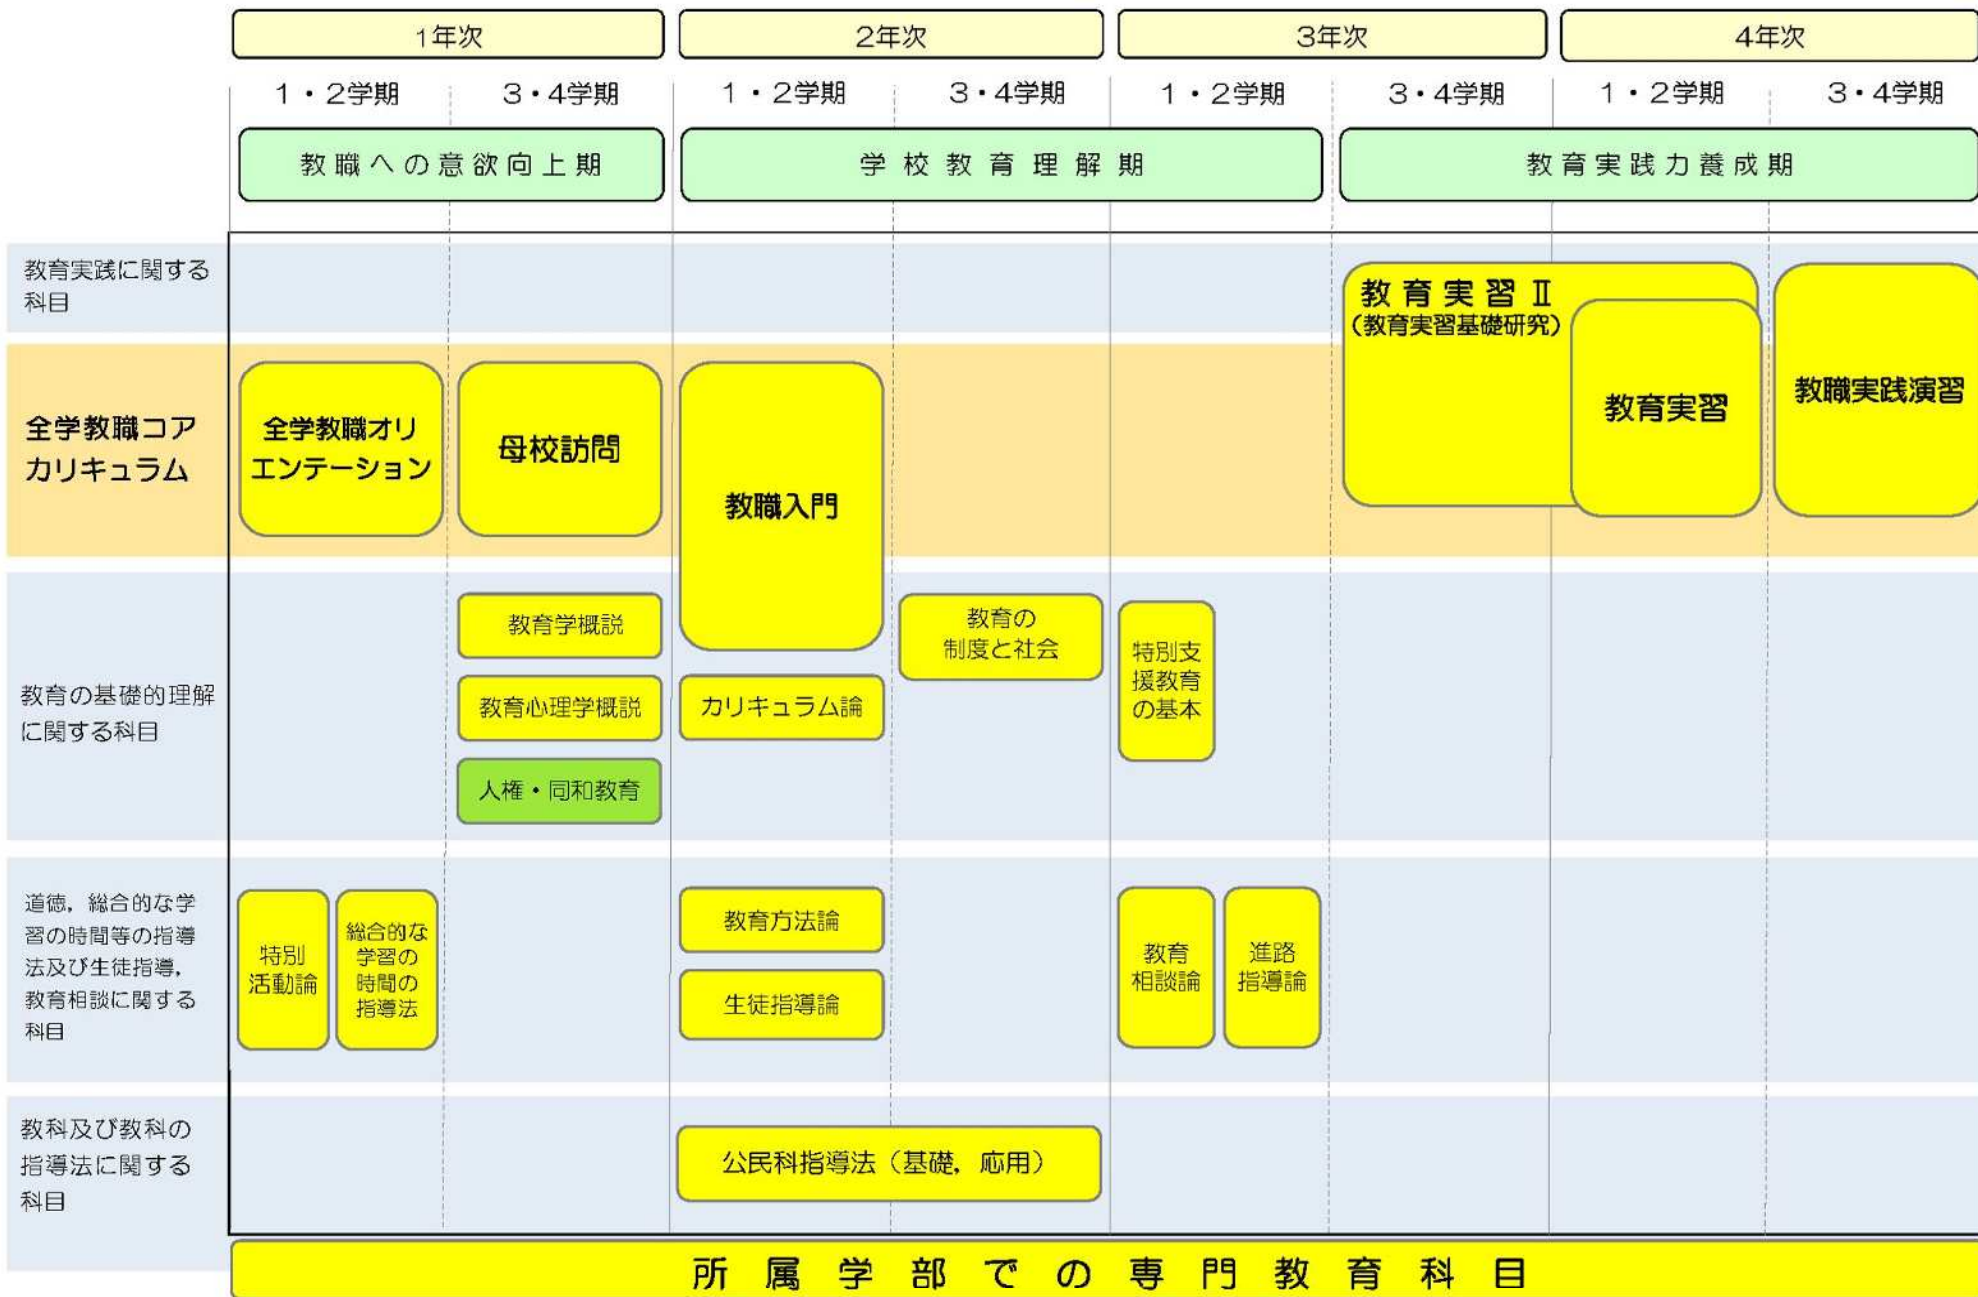 1年次
2年次
3年次
4年次
1・2学期
3・4学期
1・2学期
3・4学期
1・2学期
3・4学期
1・2学期
3・4学期
教職への意欲向上期
学校教育理解期
教育実践力養成期
教育実践に関する
科目
教育実習Ⅱ
（教育実習基礎研究）
教育実習
教職実践演習
全学教職コア
カリキュラム
全学教職オリ
エンテーション
母校訪問
教職入門
教育の基礎的理解
に関する科目
教育学概説
教育心理学概説
人権・同和教育
カリキュラム論
教育の
制度と社会
特別支
援教育
の基本
道徳，総合的な学
習の時間等の指導
法及び生徒指導，
教育相談に関する
科目
特別
活動論
総合的な
学習の
時間の
指導法
教育方法論
生徒指導論
教育
相談論
進路
指導論
教科及び教科の
指導法に関する
科目
公民科指導法（基礎，応用）
所属学部での専門教育科目